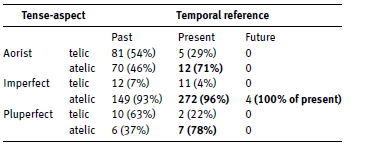 Tense-aspect Temporal reference
Past Present Future
Aorist telic 81 (54%) 5 (29%) 0
atelic 70 (46%) 12 (71%) 0
Imperfect telic 12 (7%) 11 (4%) 0
atelic 149 (93%) 272 (96%) 4 (100% of present)
Pluperfect telic 10 (63%) 2 (22%) 0
atelic 6 (37%) 7 (78%) 0